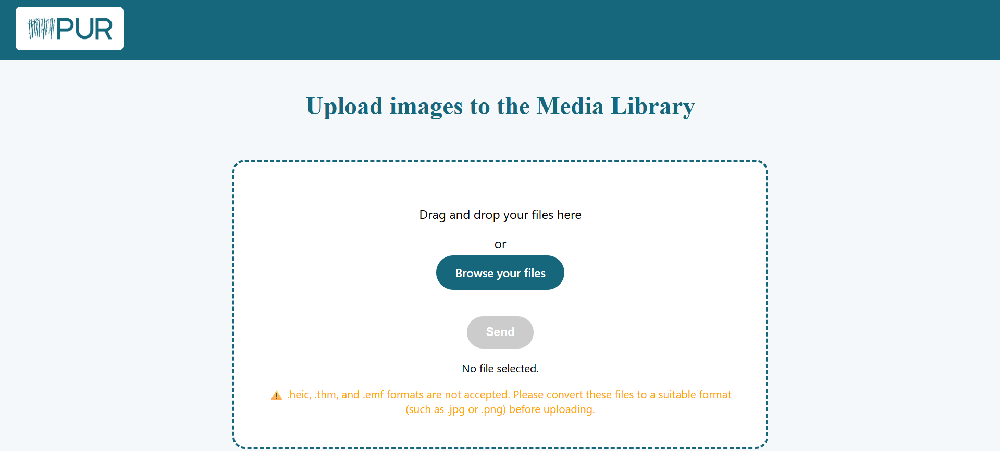 PUR
Upload images to the Media Library
Drag and drop your files here
or
Browse your files
Send
No file selected.
⚠ .heic, .thm, and .emf formats are not accepted. Please convert these files to a suitable format
(such as .jpg or .png) before uploading.